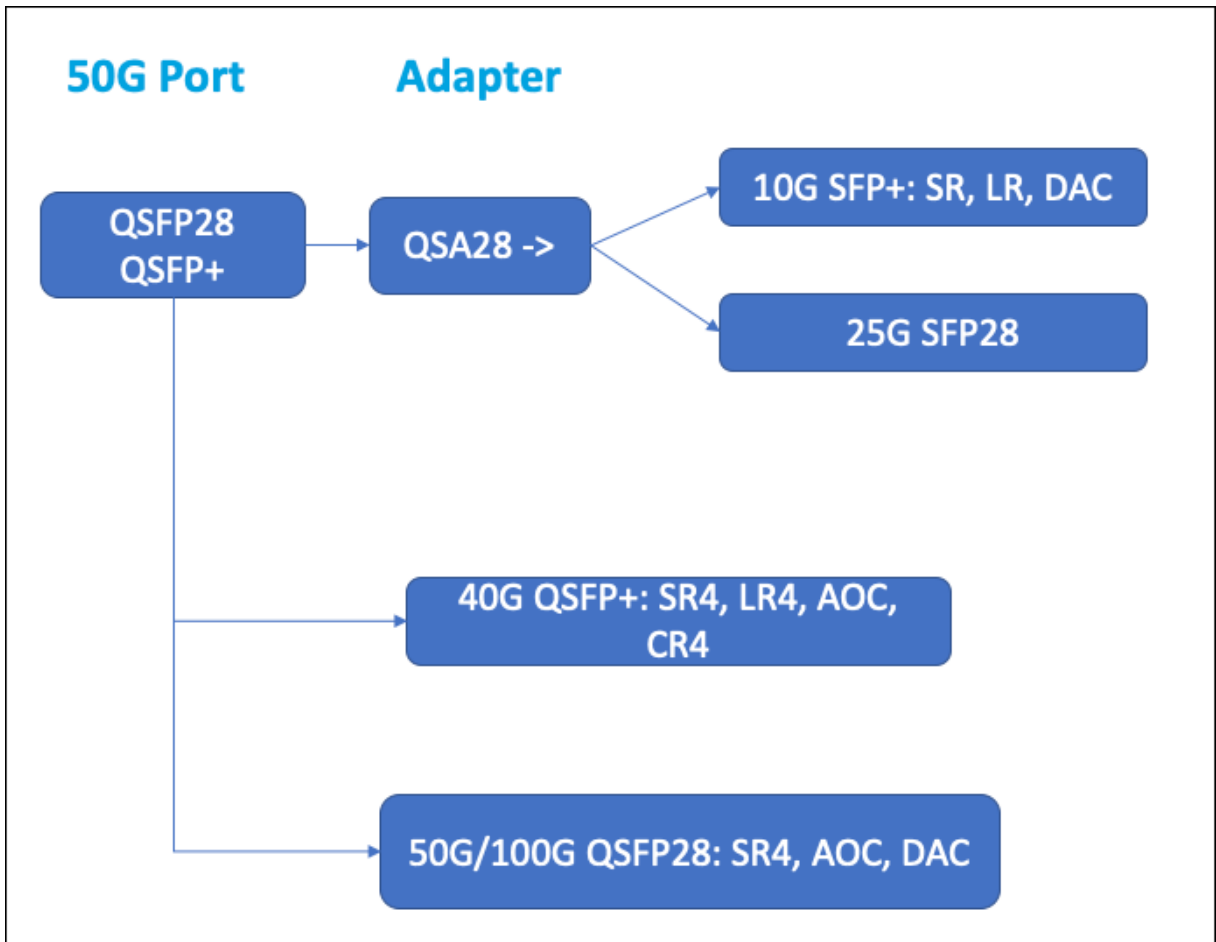 50G Port
Adapter
QSFP28
QSFP+
QSA28 ->
10G SFP+: SR, LR, DAC
25G SFP28
40G QSFP+: SR4, LR4, AOC,
CR4
50G/100G QSFP28: SR4, AOC, DAC